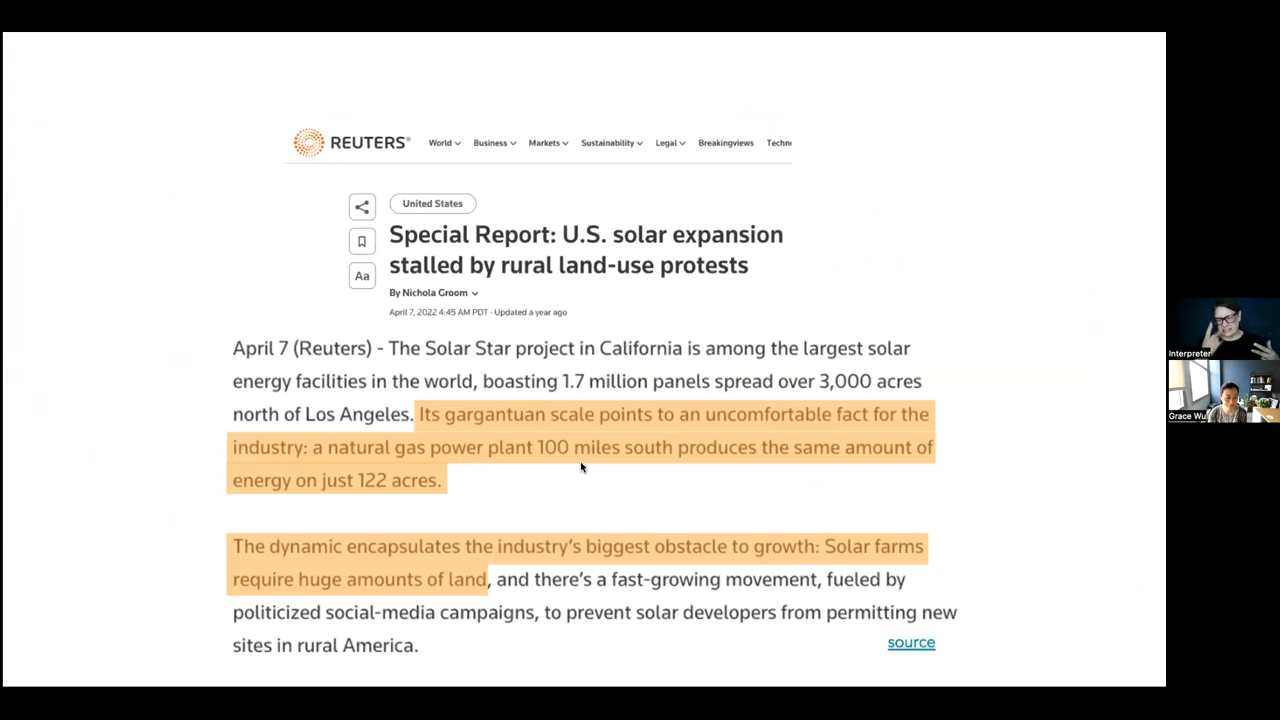 REUTERS®
World Business Markets Sustainability Legal Breakingviews Techn
United States
Special Report: U.S. solar expansion
stalled by rural land-use protests
Aa
By Nichola Groom
April 7, 2022 4:45 AM PDT · Updated a year ago
April 7 (Reuters) - The Solar Star project in California is among the largest solar
energy facilities in the world, boasting 1.7 million panels spread over 3,000 acres
north of Los Angeles. Its gargantuan scale points to an uncomfortable fact for the
industry: a natural gas power plant 100 miles south produces the same amount of
energy on just 122 acres.
The dynamic encapsulates the industry’s biggest obstacle to growth: Solar farms
require huge amounts of land, and there’s a fast-growing movement, fueled by
politicized social-media campaigns, to prevent solar developers from permitting new
sites in rural America.
source
Interpreter
Grace Wu